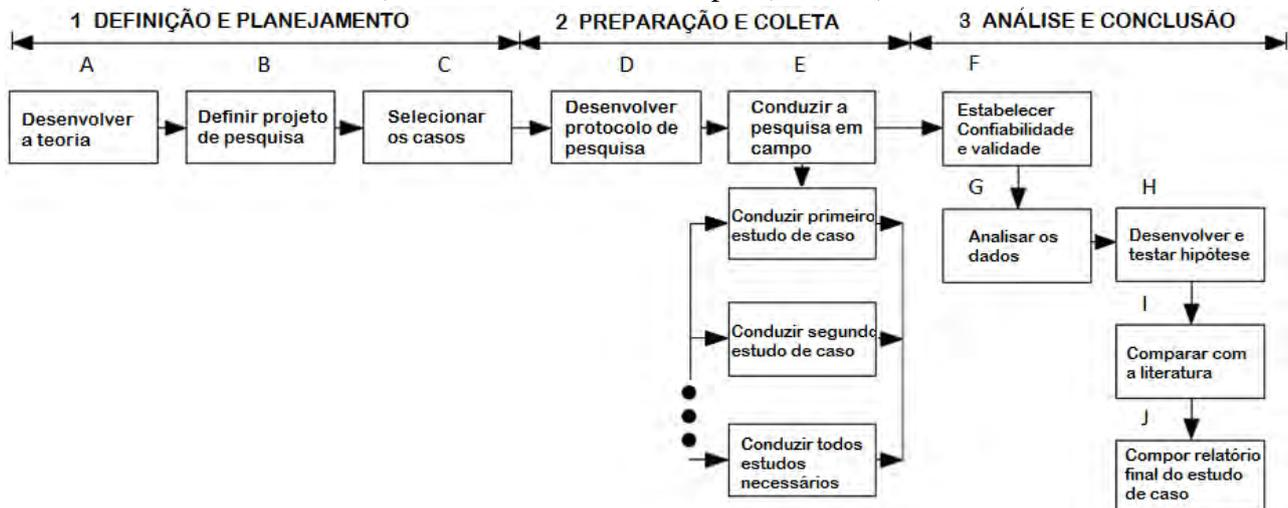 1 DEFINIÇÃO E PLANEJAMENTO
2 PREPARAÇÃO E COLETA
3 ANÁLISE E CONCLUSÃO
A
B
C
D
E
F
Desenvolver
a teoria
Definir projeto
de pesquisa
Selecionar
os casos
Desenvolver
protocolo de
pesquisa
Conduzir a
pesquisa em
campo
Estabelecer
Confiabilidade
e validade
Conduzir primeiro
estudo de caso
Conduzir segundo
estudo de caso
Conduzir todos
estudos
necessários
G
Analisar os
dados
H
Desenvolver e
testar hipótese
I
Comparar com
a literatura
J
Compor relatório
final do estudo
de caso